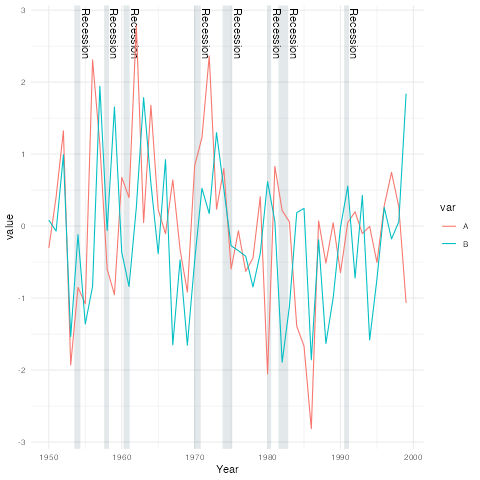 Recession
Recession
Recession
Recession
Recession
Recession
Recession
Recession
3
2
1
0
-1
-2
-3
value
1950
1960
1970
1980
1990
2000
Year
var
A
B